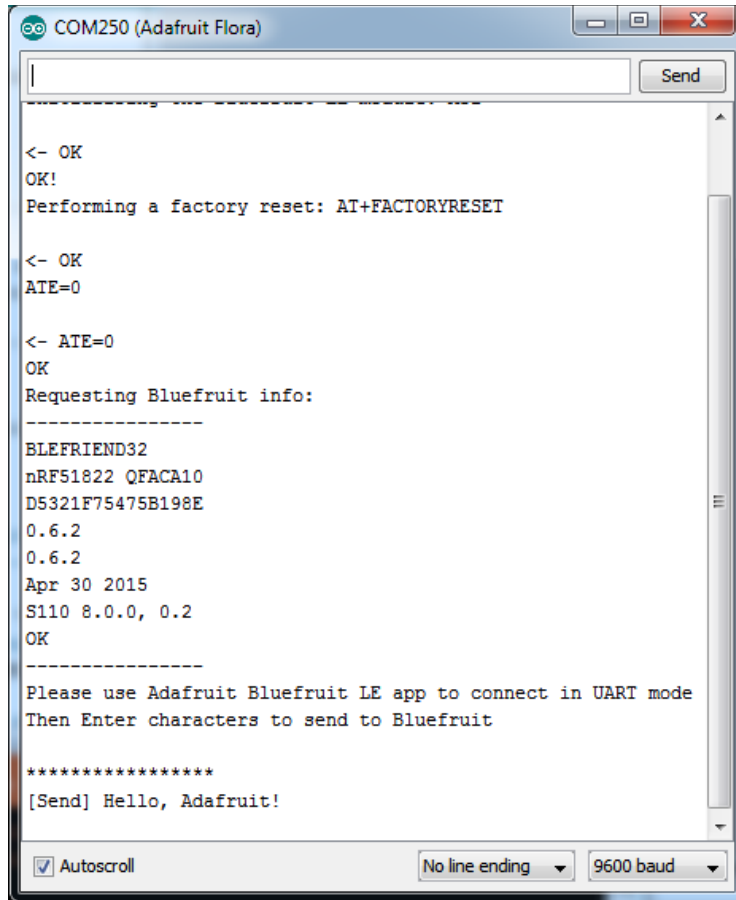 COM250 (Adafruit Flora)
Send
<- OK
OK!
Performing a factory reset: AT+FACTORYRESET
<- OK
ATE=0
<- ATE=0
OK
Requesting Bluefruit info:
----------------
BLEFRIEND32
nRF51822 QFACA10
D5321F75475B198E
0.6.2
0.6.2
Apr 30 2015
S110 8.0.0, 0.2
OK
----------------
Please use Adafruit Bluefruit LE app to connect in UART mode
Then Enter characters to send to Bluefruit
*****************
[Send] Hello, Adafruit!
Autoscroll
No line ending
9600 baud